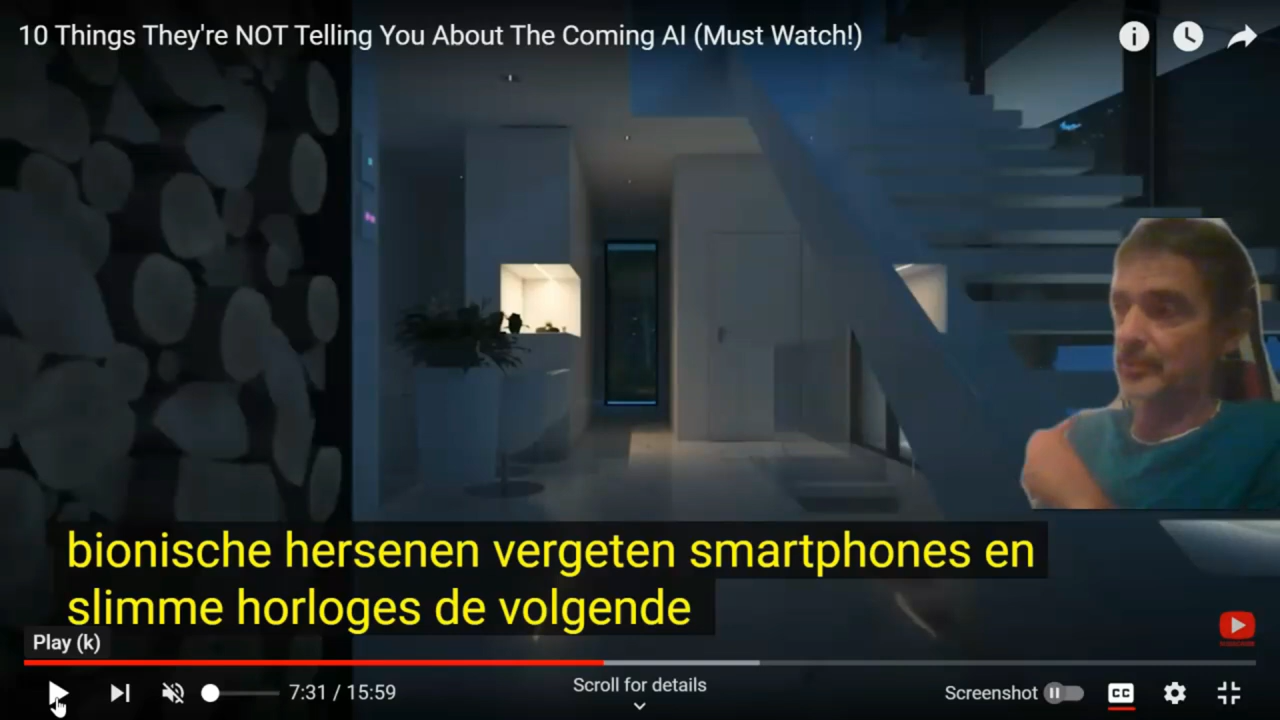 10 Things They're NOT Telling You About The Coming AI (Must Watch!)
bionische hersenen vergeten smartphones en
slimme horloges de volgende
Play (k)
7:31 / 15:59
Scroll for details
Screenshot
CC